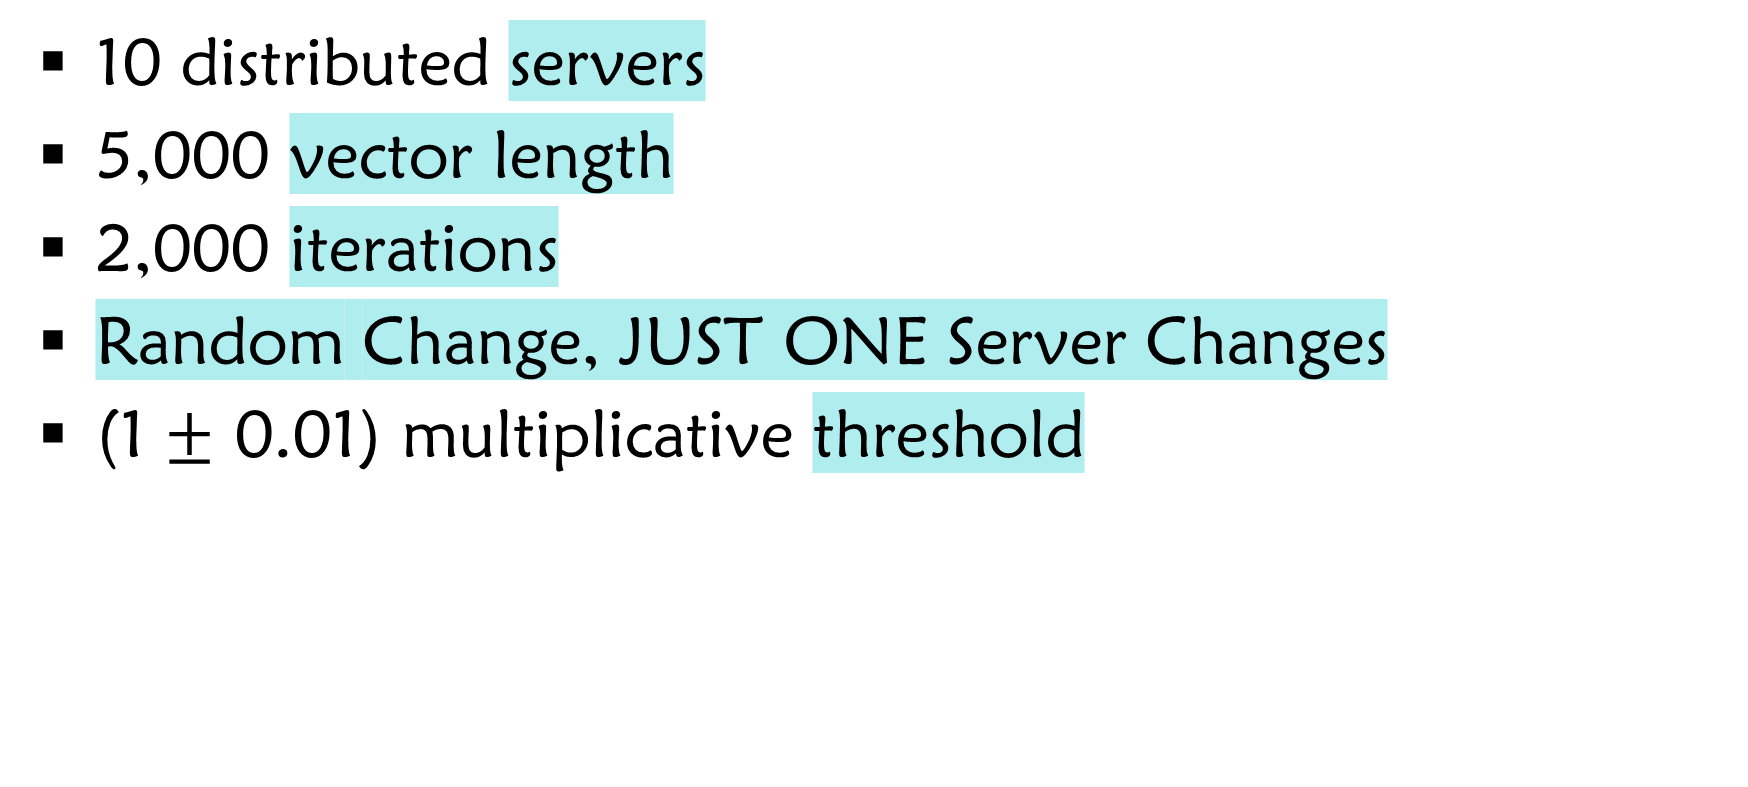 ▪ 10 distributed servers
▪ 5,000 vector length
▪ 2,000 iterations
▪ Random Change, JUST ONE Server Changes
▪ (1 ± 0.01) multiplicative threshold